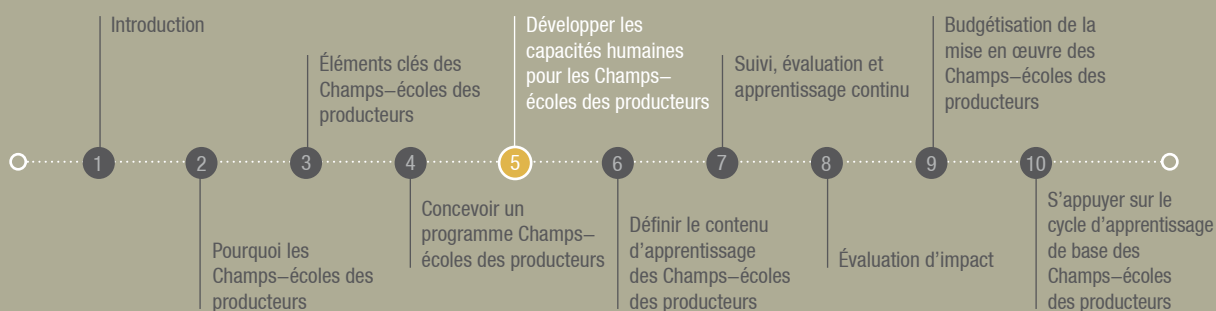 Introduction
1
Pourquoi les
Champs–écoles des
producteurs
2
Éléments clés des
Champs–écoles des
producteurs
3
Concevoir un
programme Champs–
écoles des producteurs
4
Développer les
capacités humaines
pour les Champs–
écoles des producteurs
5
Définir le contenu
d'apprentissage
des Champs–écoles
des producteurs
6
Suivi, évaluation et
apprentissage continu
7
Évaluation d'impact
8
Budgétisation de la
mise en œuvre des
Champs–écoles des
producteurs
9
S'appuyer sur le
cycle d'apprentissage
de base des
Champs–écoles
des producteurs
10